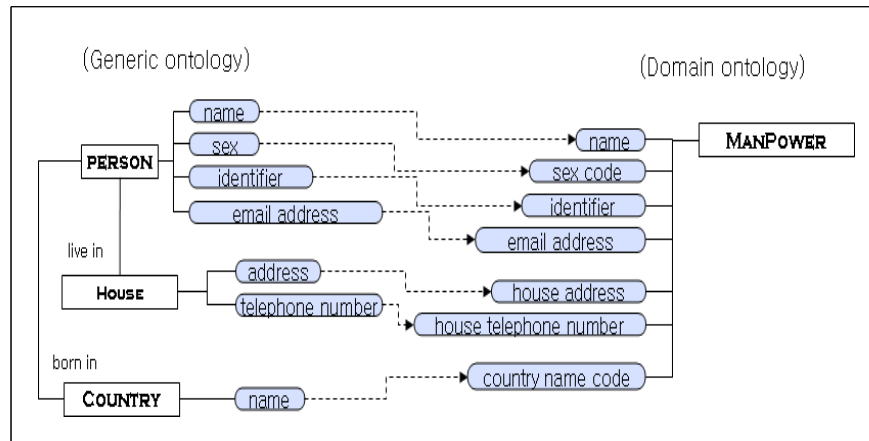 (Generic ontology)
(Domain ontology)
name
PERSON
sex
identifier
email address
name
MANPOWER
sex code
identifier
email address
live in
address
HOUSE
telephone number
house address
house telephone number
born in
COUNTRY
name
country name code